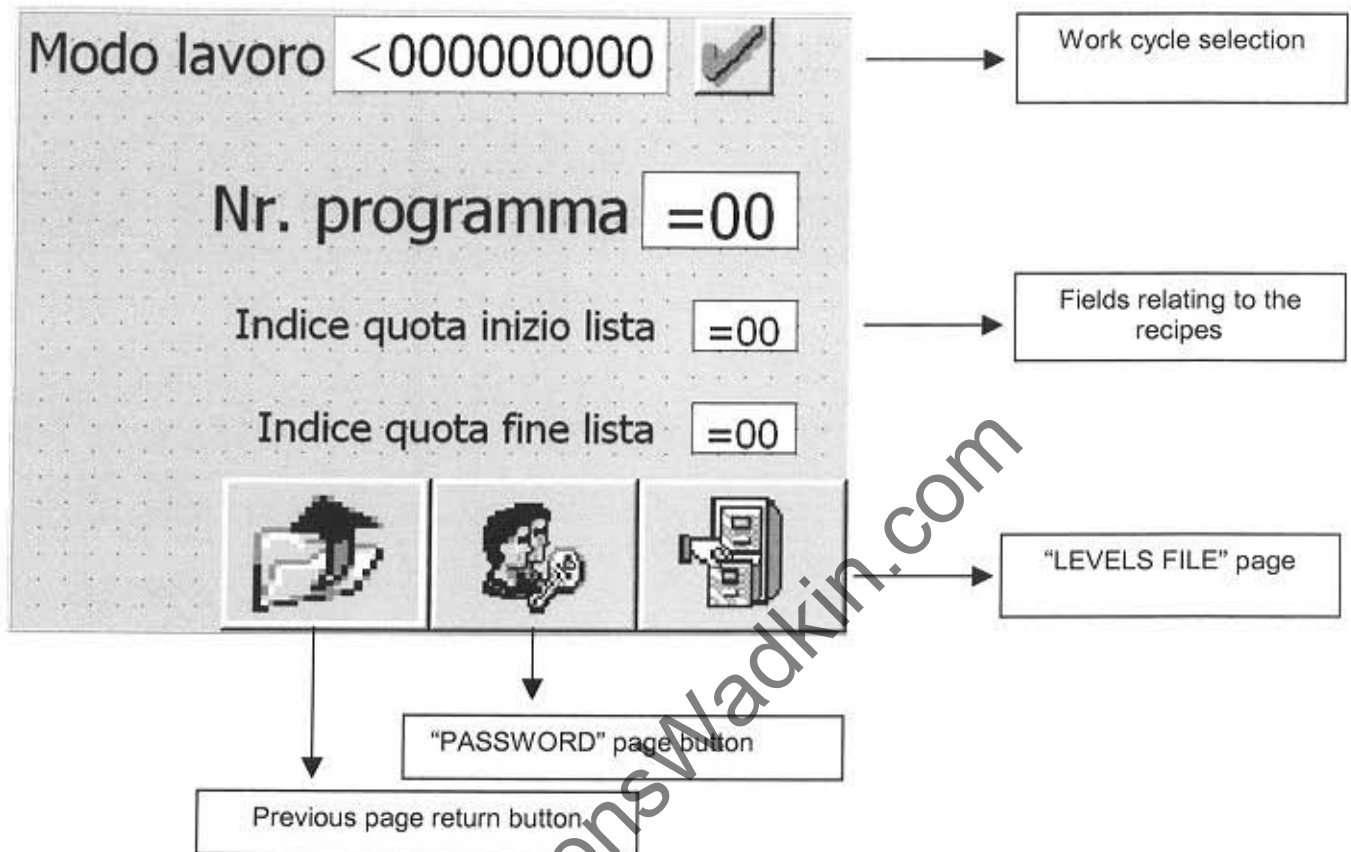 Modo lavoro <000000000
Work cycle selection
Nr. programma =00
Indice quota inizio lista =00
Fields relating to the
recipes
Indice quota fine lista =00
"LEVELS FILE" page
"PASSWORD" page button
Previous page return button